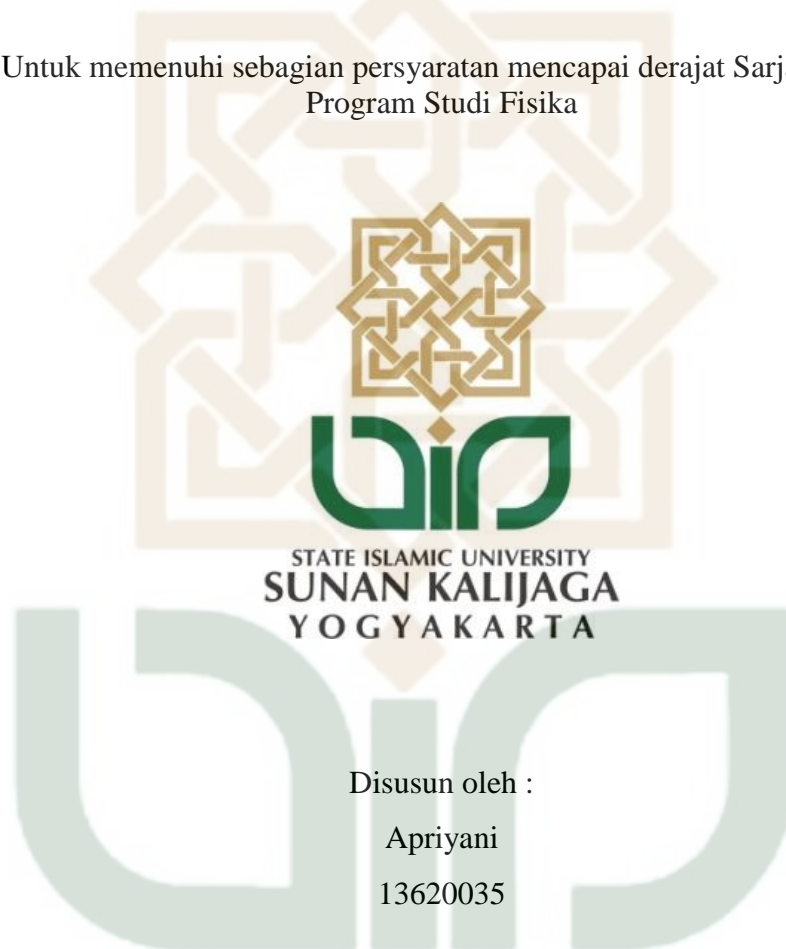 Untuk memenuhi sebagian persyaratan mencapai derajat
Program Studi Fisika
STATE ISLAMIC UNIVERSITY
SUNAN KALIJAGA
YOGYAKARTA
Disusun oleh :
Apriyani
13620035